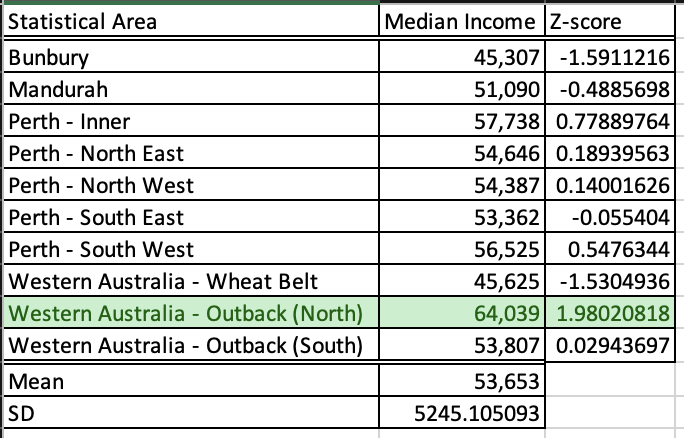 Statistical Area Median Income Z-score
Bunbury 45,307 -1.5911216
Mandurah 51,090 -0.4885698
Perth - Inner 57,738 0.77889764
Perth - North East 54,646 0.18939563
Perth - North West 54,387 0.14001626
Perth - South East 53,362 -0.055404
Perth - South West 56,525 0.5476344
Western Australia - Wheat Belt 45,625 -1.5304936
Western Australia - Outback (North) 64,039 1.98020818
Western Australia - Outback (South) 53,807 0.02943697
Mean 53,653
SD 5245.105093